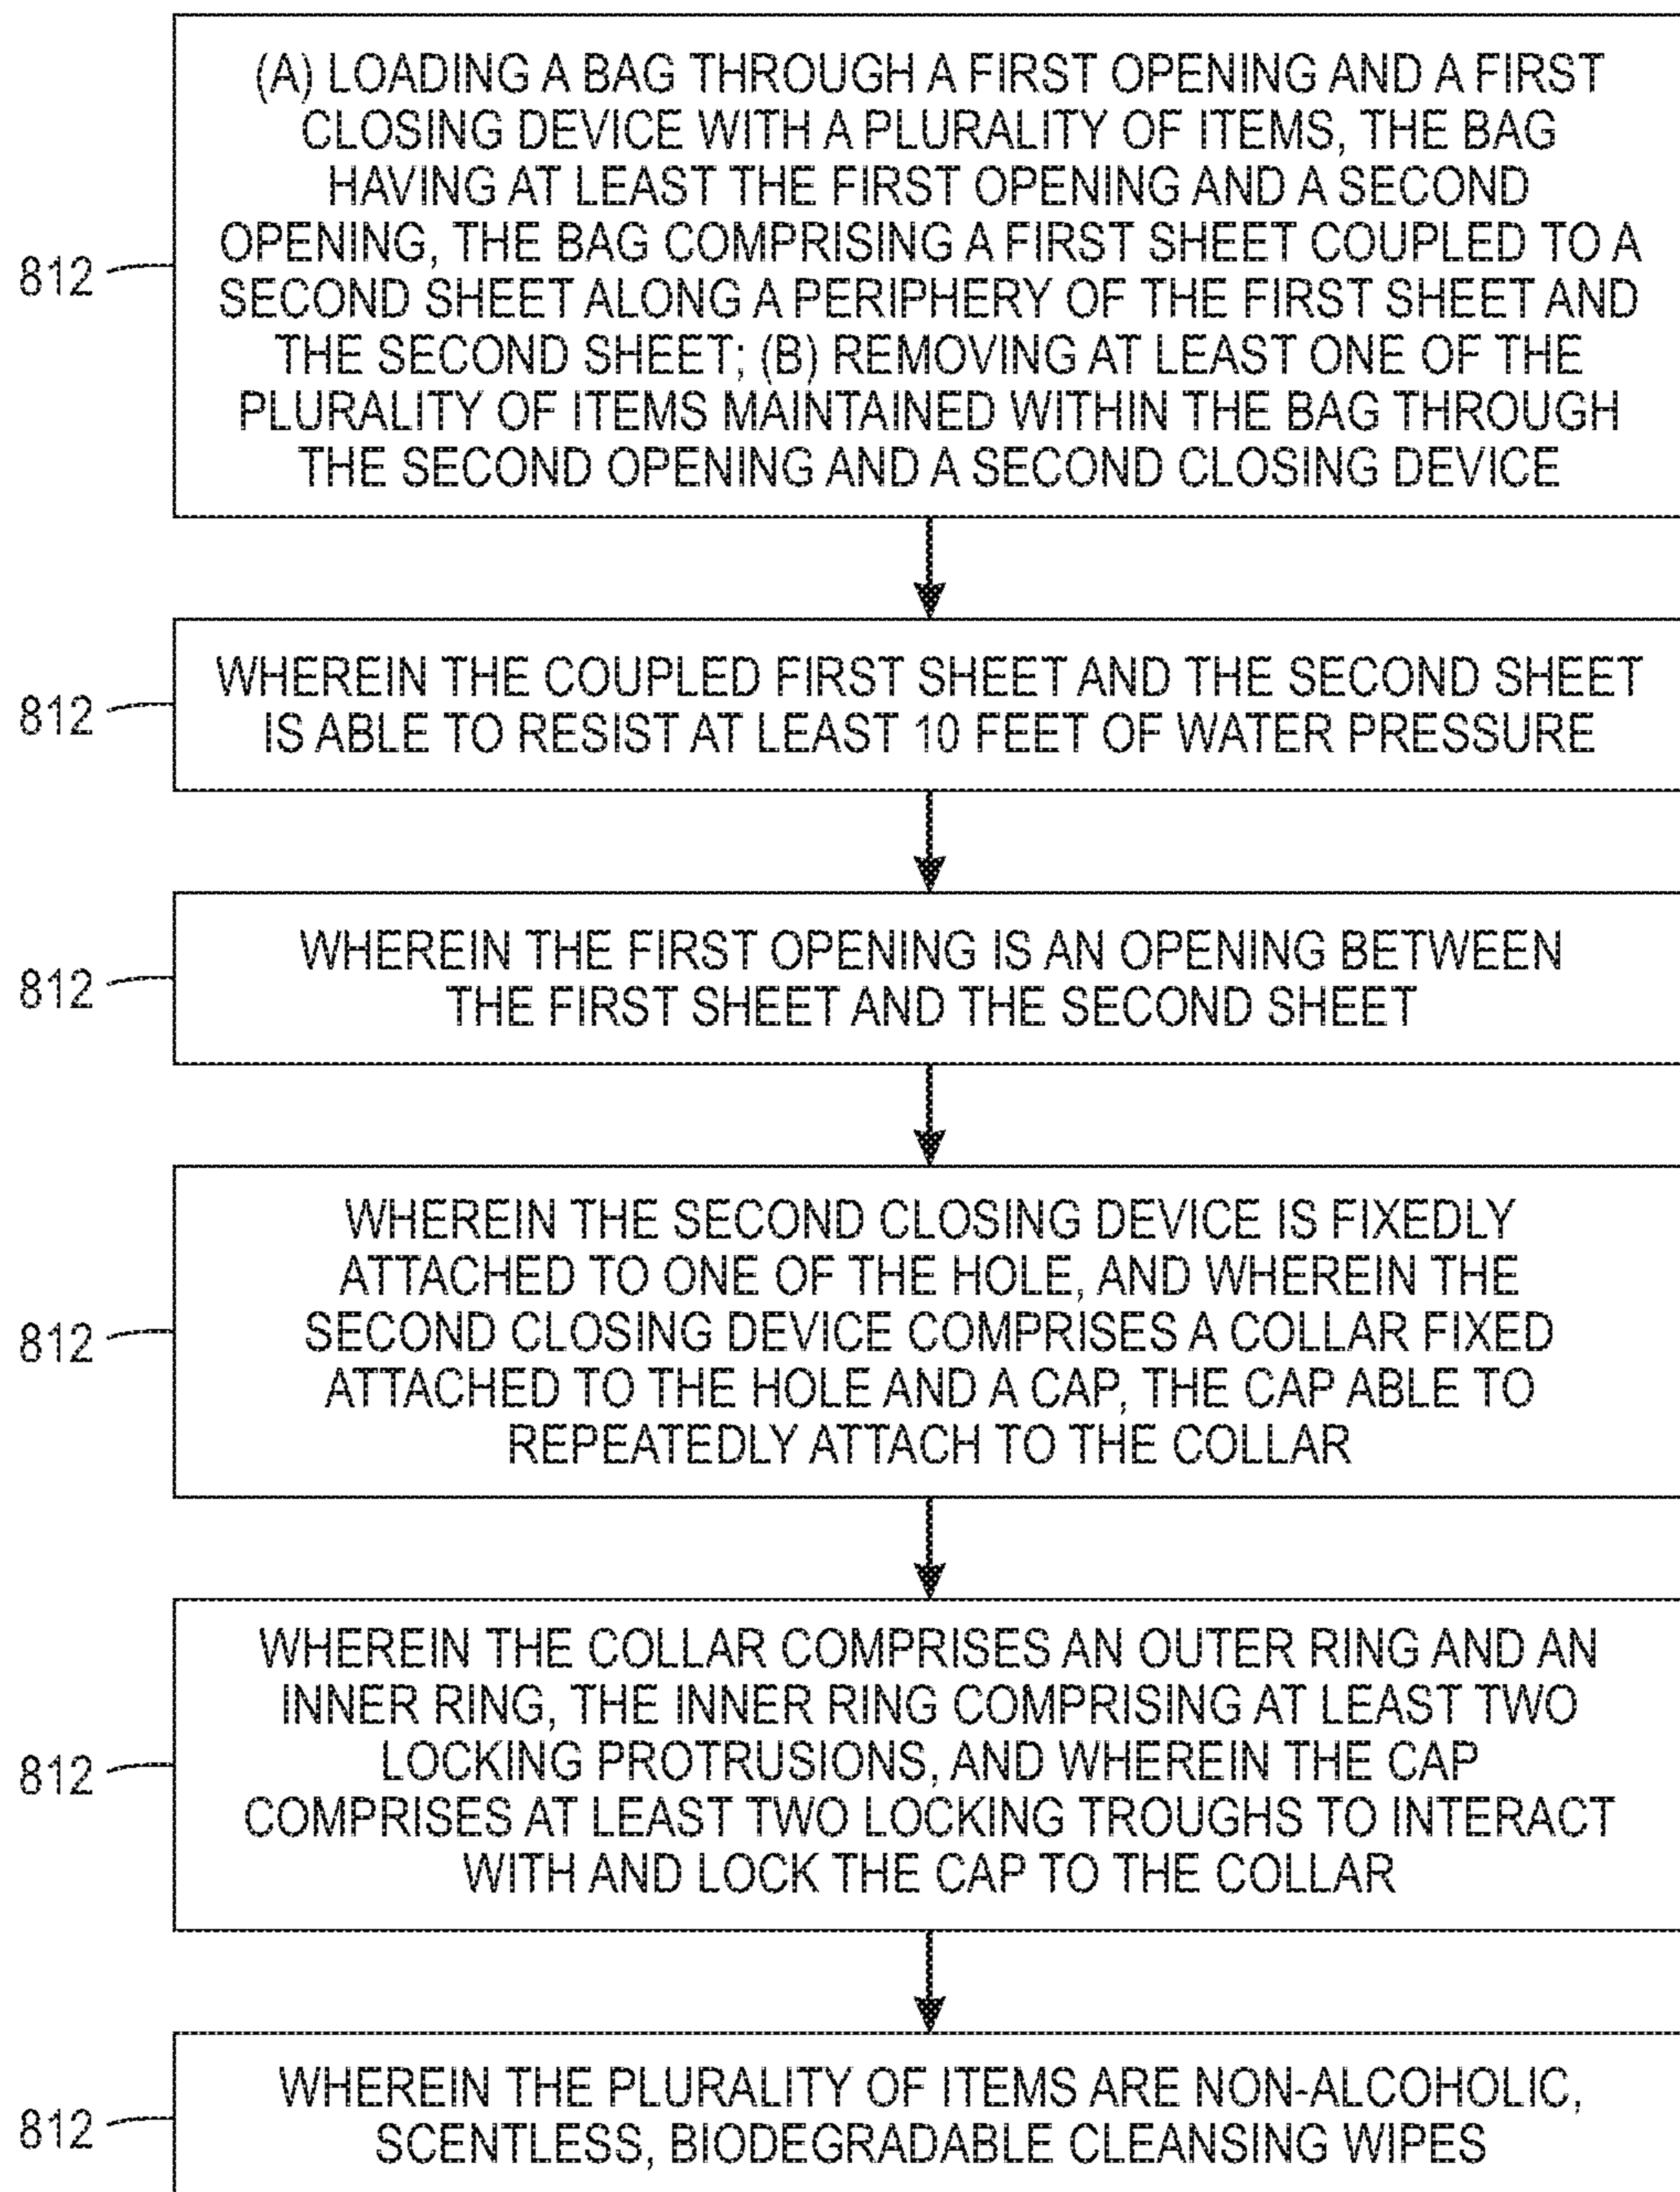 (A) LOADING A BAG THROUGH A FIRST OPENING AND A FIRST
CLOSING DEVICE WITH A PLURALITY OF ITEMS, THE BAG
HAVING AT LEAST THE FIRST OPENING AND A SECOND
OPENING, THE BAG COMPRISING A FIRST SHEET COUPLED TO A
812
SECOND SHEET ALONG A PERIPHERY OF THE FIRST SHEET AND
THE SECOND SHEET; (B) REMOVING AT LEAST ONE OF THE
PLURALITY OF ITEMS MAINTAINED WITHIN THE BAG THROUGH
THE SECOND OPENING AND A SECOND CLOSING DEVICE
812
WHEREIN THE COUPLED FIRST SHEET AND THE SECOND SHEET
IS ABLE TO RESIST AT LEAST 10 FEET OF WATER PRESSURE
812
WHEREIN THE FIRST OPENING IS AN OPENING BETWEEN
THE FIRST SHEET AND THE SECOND SHEET
812
WHEREIN THE SECOND CLOSING DEVICE IS FIXEDLY
ATTACHED TO ONE OF THE HOLE, AND WHEREIN THE
SECOND CLOSING DEVICE COMPRISES A COLLAR FIXED
ATTACHED TO THE HOLE AND A CAP, THE CAP ABLE TO
REPEATEDLY ATTACH TO THE COLLAR
812
WHEREIN THE COLLAR COMPRISES AN OUTER RING AND AN
INNER RING, THE INNER RING COMPRISING AT LEAST TWO
LOCKING PROTRUSIONS, AND WHEREIN THE CAP
COMPRISES AT LEAST TWO LOCKING TROUGHS TO INTERACT
WITH AND LOCK THE CAP TO THE COLLAR
812
WHEREIN THE PLURALITY OF ITEMS ARE NON-ALCOHOLIC,
SCENTLESS, BIODEGRADABLE CLEANSING WIPES